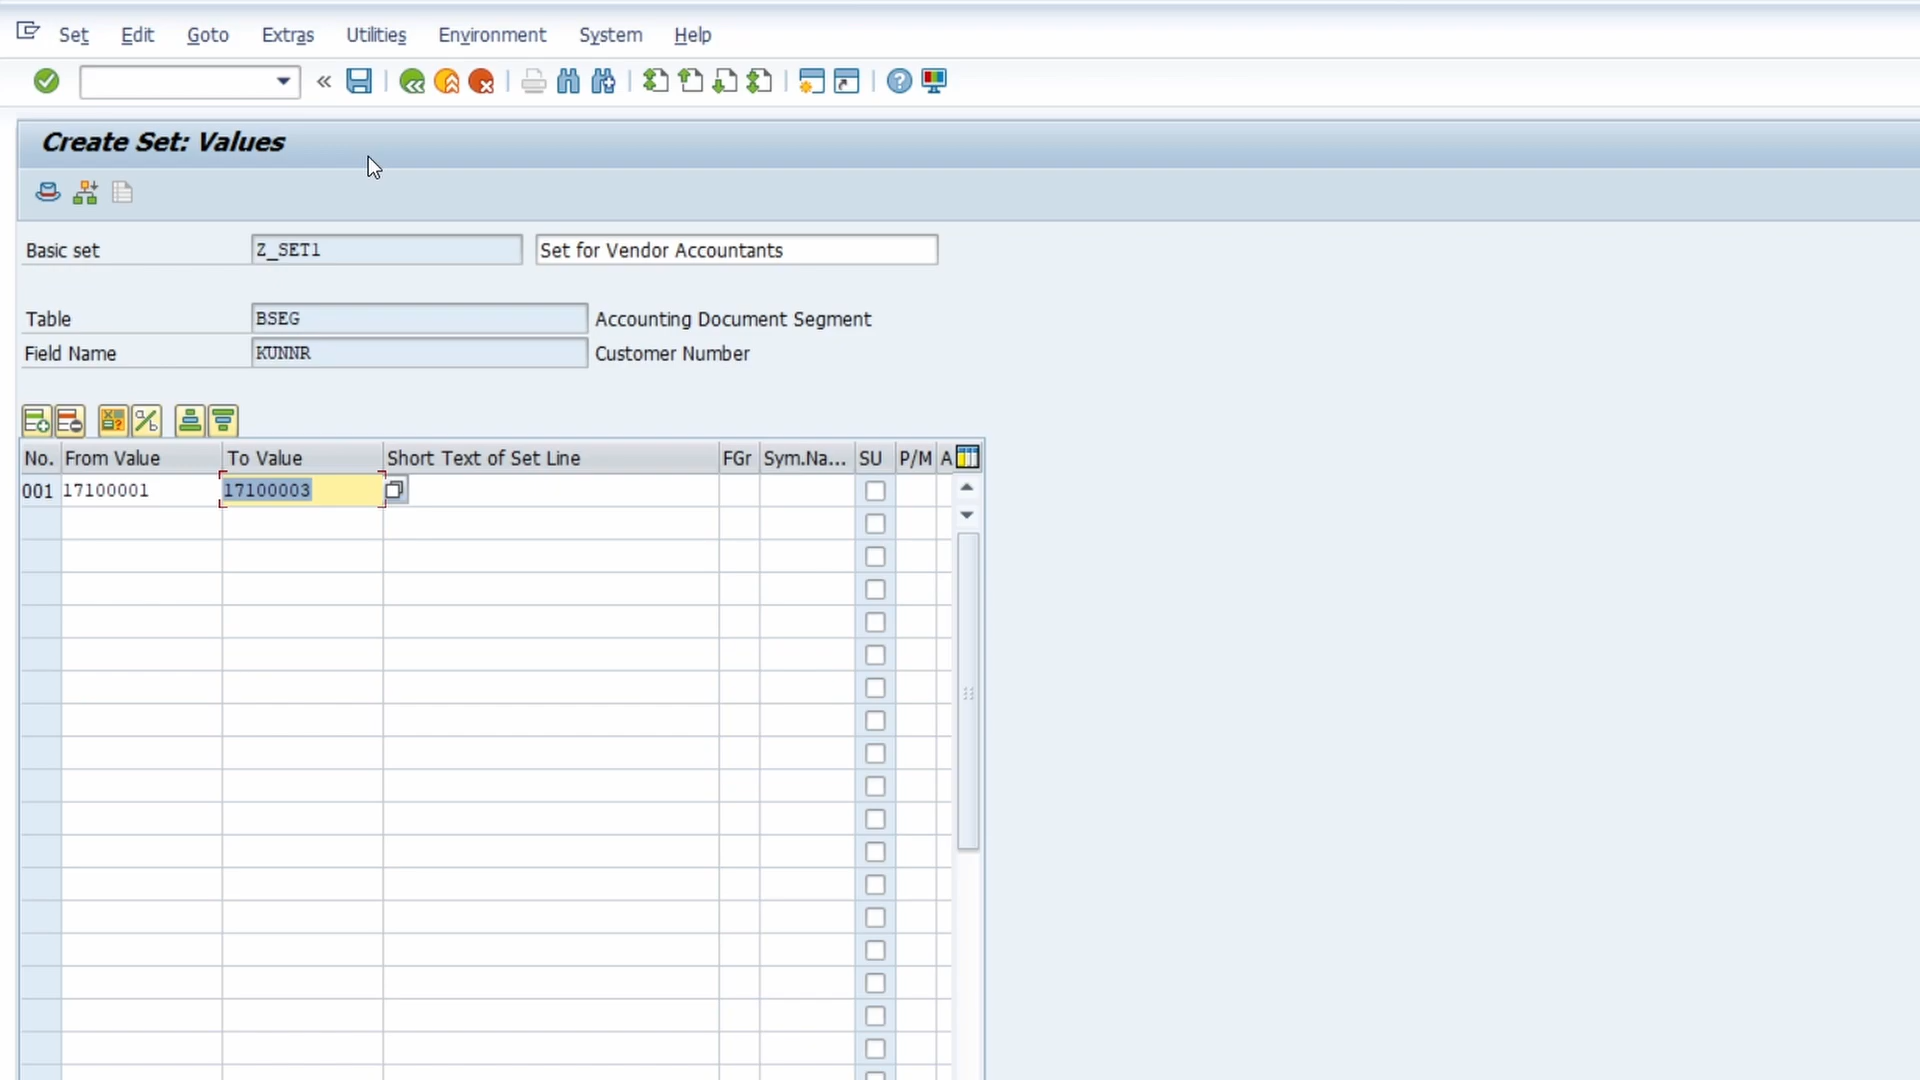 Set Edit Goto Extras Utilities Environment System Help
Create Set: Values
Basic set Z_SET1 Set for Vendor Accountants
Table BSEG Accounting Document Segment
Field Name KUNNR Customer Number
No. From Value To Value Short Text of Set Line FGr Sym.Na... SU P/M A
001 17100001 17100003